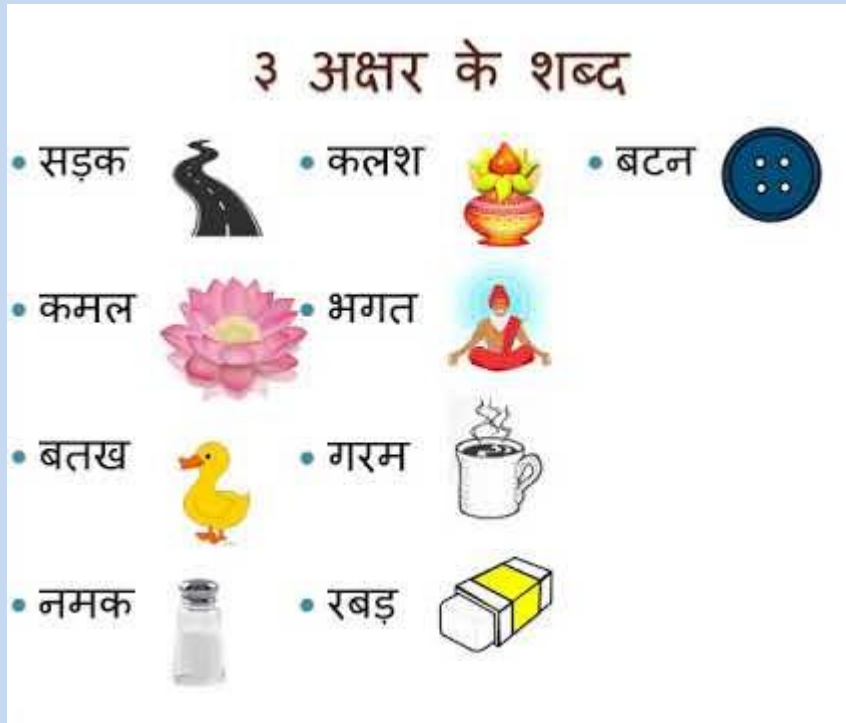 ३ अक्षर के शब्द
• सड़क • कलश • बटन
• कमल • भगत
• बतख • गरम
• नमक • रबड़